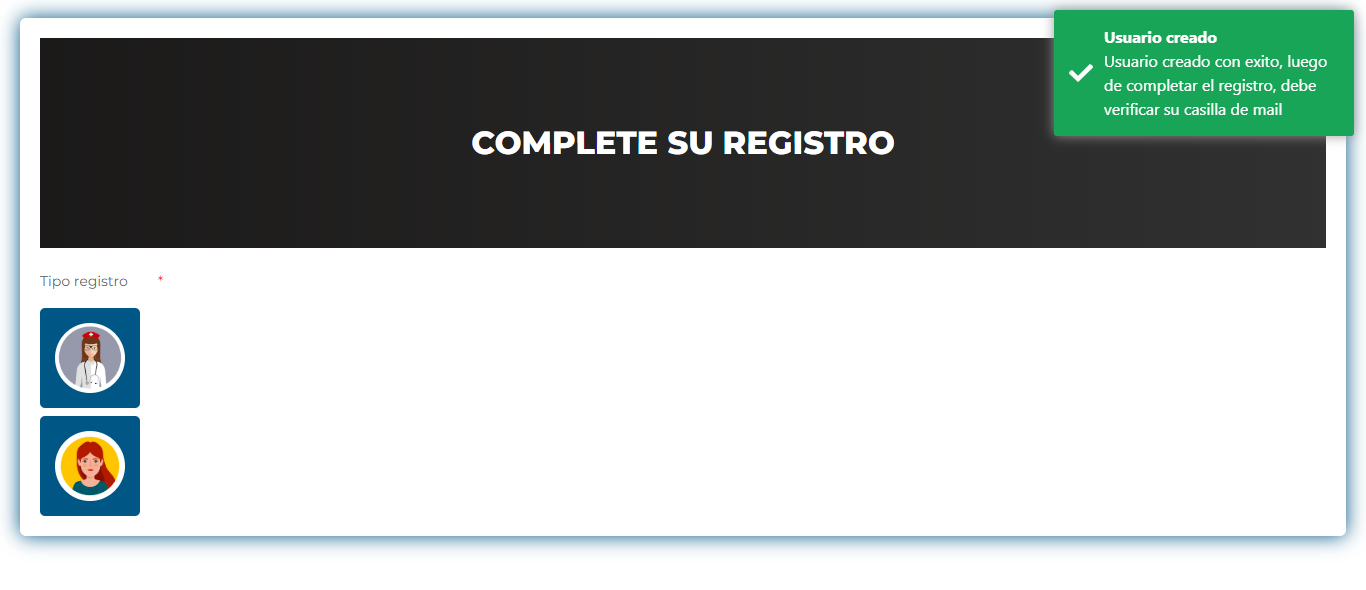 Usuario creado
Usuario creado con exito, luego
de completar el registro, debe
verificar su casilla de mail
COMPLETE SU REGISTRO
Tipo registro *